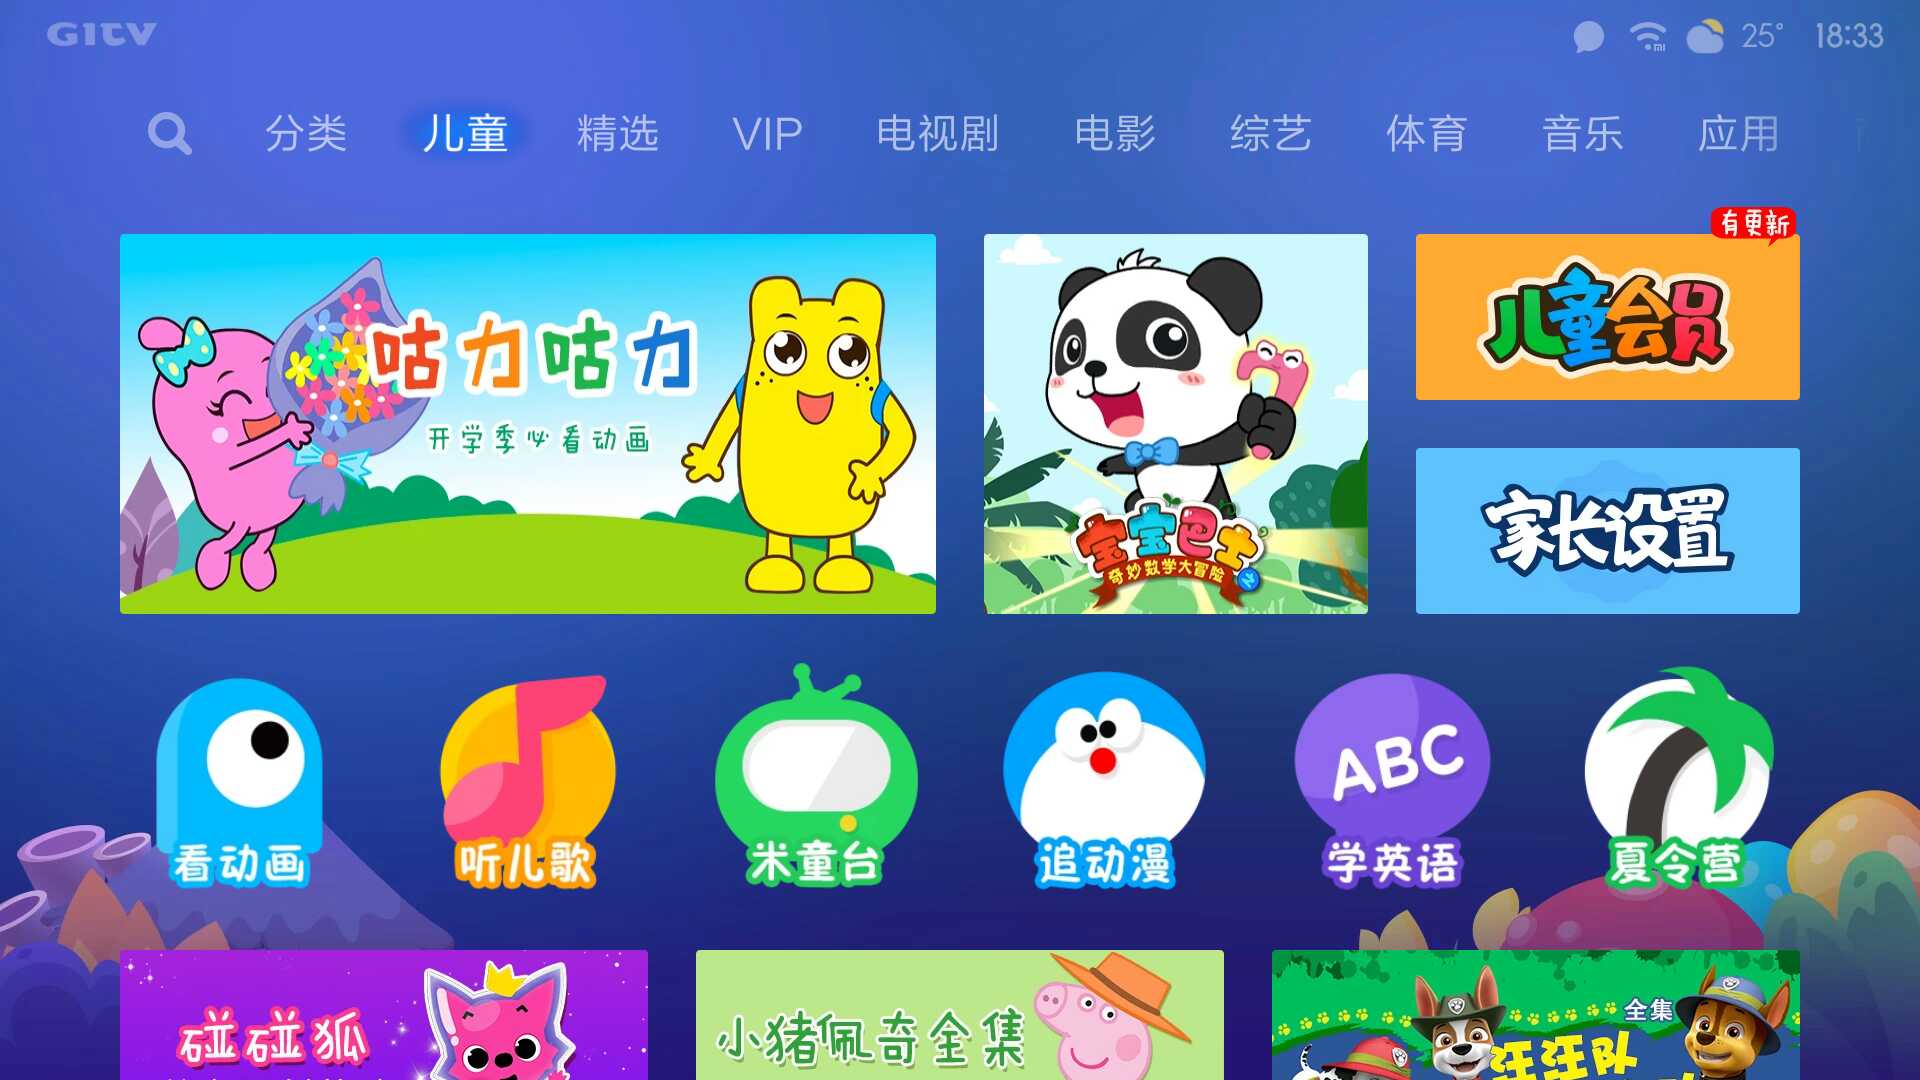 GITV
25° 18:33
分类 儿童 精选 VIP 电视剧 电影 综艺 体育 音乐 应用
有更新
咕力咕力
开学季必看动画
宝宝巴士
奇妙数学大冒险
儿童会员
家长设置
看动画 听儿歌 米童台 追动漫 学英语 夏令营
ABC
碰碰狐
小猪佩奇全集
全集
汪汪队